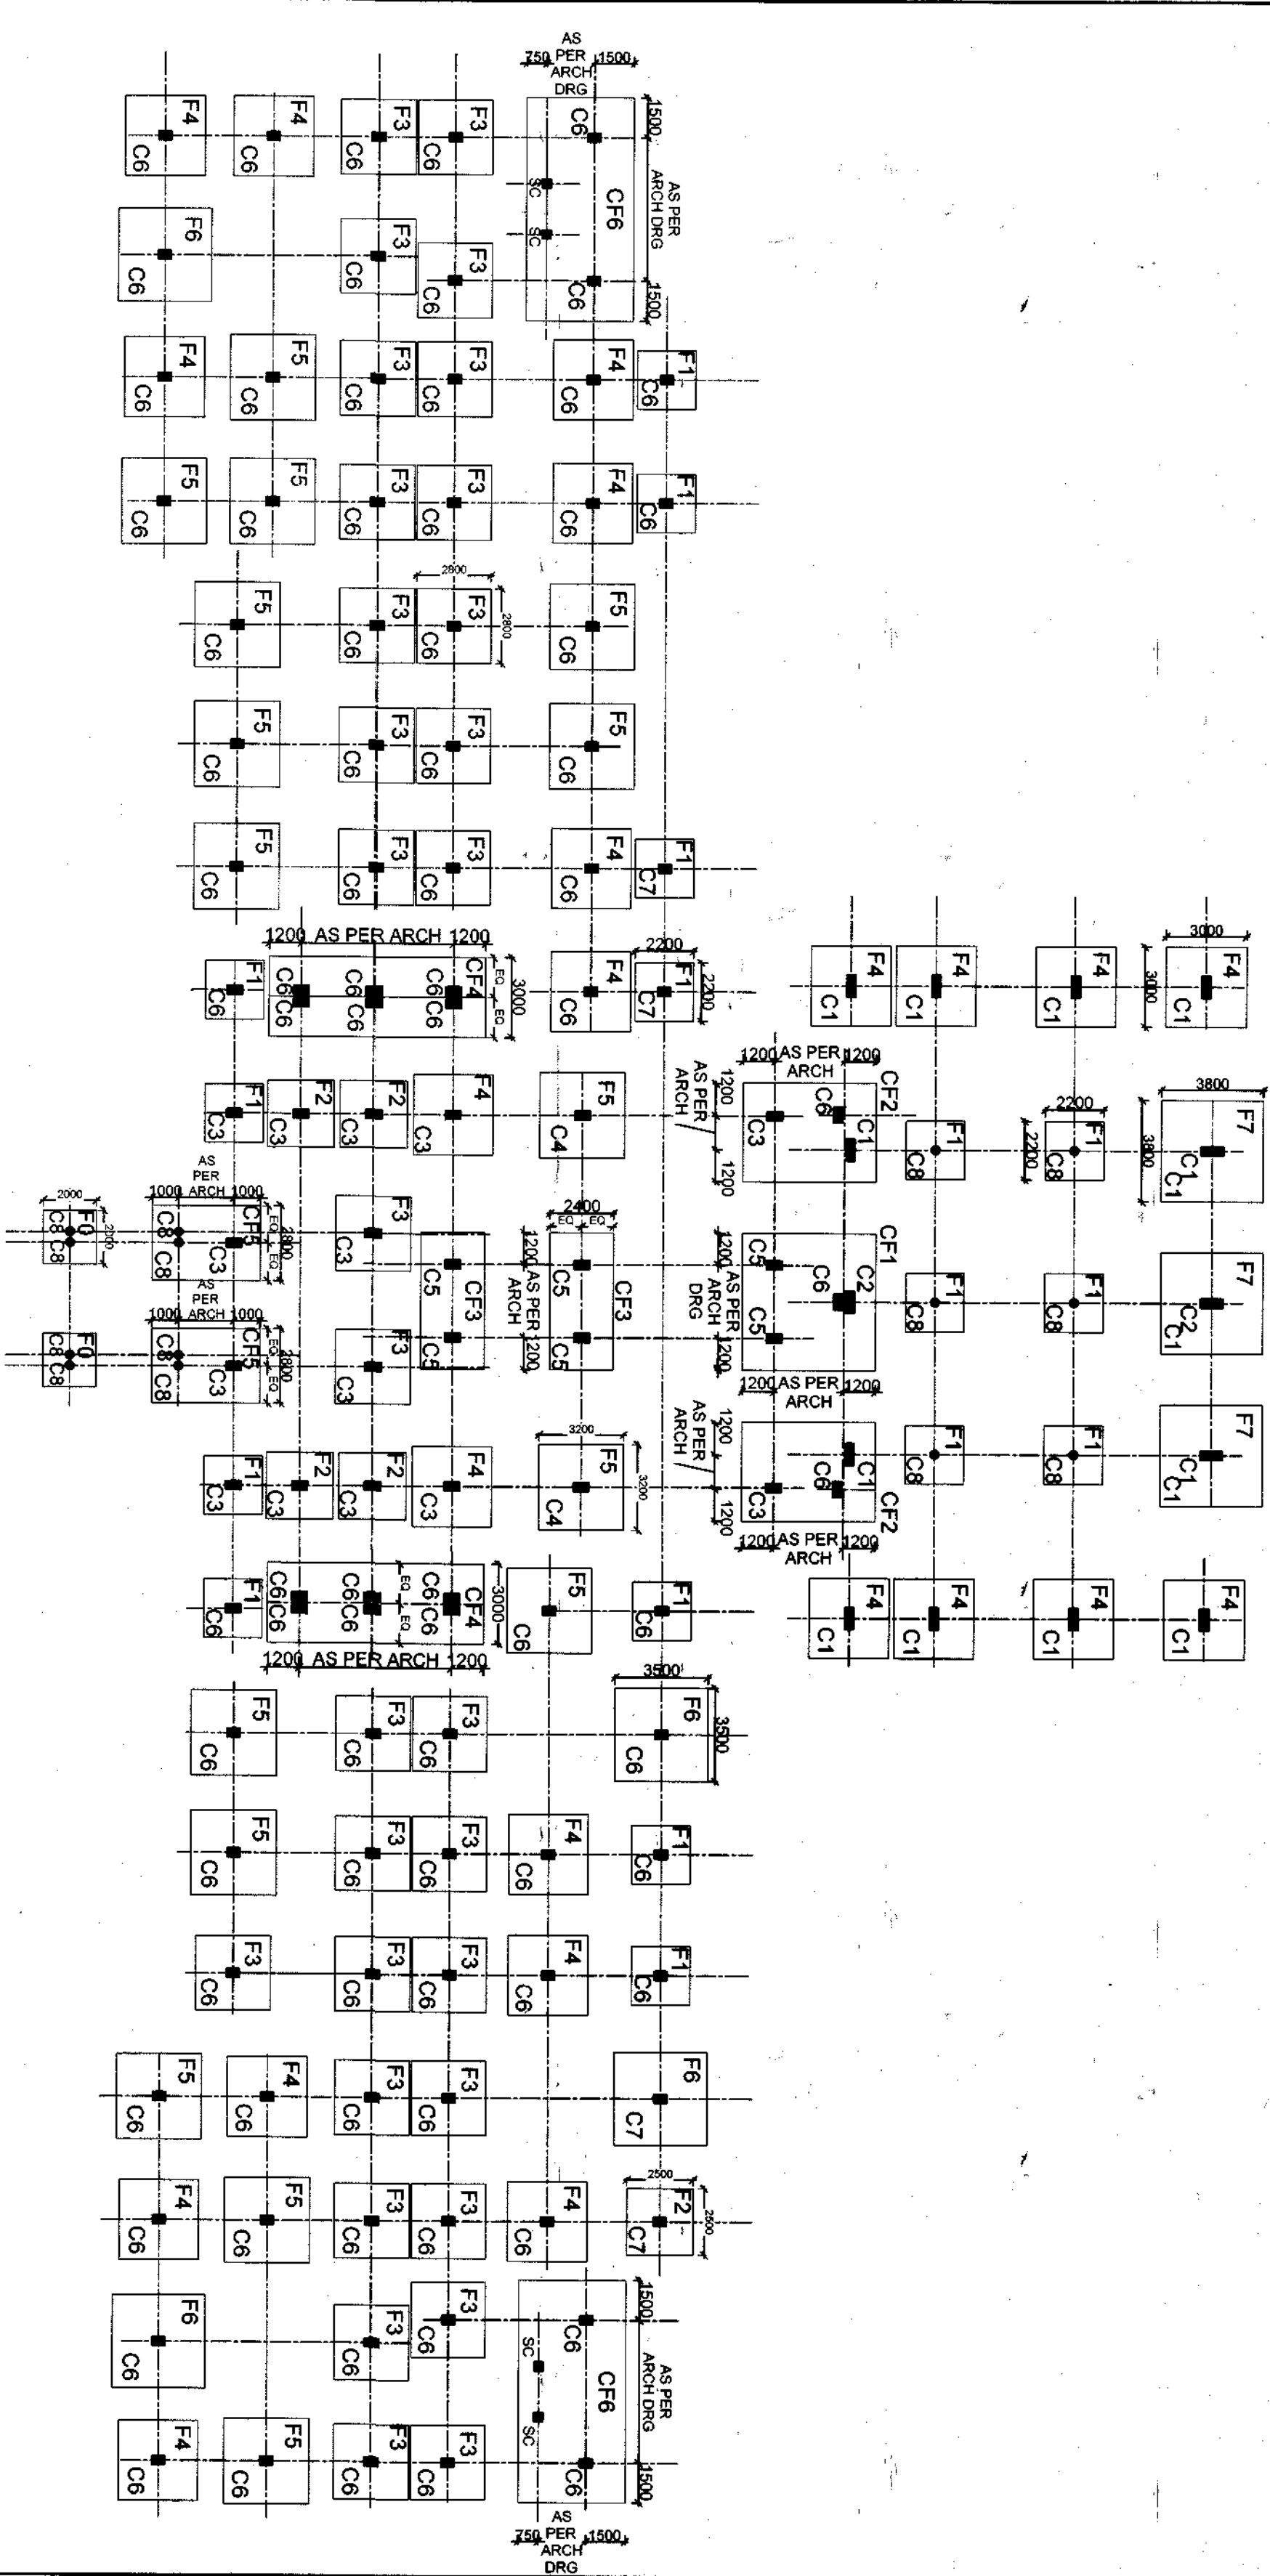 AS
PER
ARCH
DRG
750
1500
1500
AS PER
ARCH DRG
1500
F4
C6
F4
C6
F3
C6
F3
C6
C6
CF6
SC
SC
C6
F6
C6
F3
C6
F3
C6
F4
C6
F5
C6
F3
C6
F3
C6
F4
C6
F1
C6
F5
C6
F5
C6
F3
C6
F3
C6
F4
C6
F1
C6
2800
2800
F5
C6
F3
C6
F3
C6
F5
C6
F5
C6
F3
C6
F3
C6
F5
C6
F5
C6
F3
C6
F3
C6
F4
C6
F1
C7
1200 AS PER ARCH 1200
F1
C6
C6
C6
C6
C6
C6
C6
CF4
EQ
EQ
3000
F4
C6
2200
F1
C7
2200
F4
C1
F4
C1
F4
C1
3000
3000
F4
C1
F1
C3
F2
C3
F2
C3
F4
C3
F5
C4
AS PER
ARCH
1200
1200
1200 AS PER 1200
ARCH
CF2
C6
C1
C3
F1
C8
2200
2200
F1
C8
3800
3800
F7
C1
C1
2000
2000
F0
C8
C8
AS
PER
ARCH
1000
1000
CF5
C8
C8
C3
EQ
EQ
2800
F3
C3
C5
CF3
C5
2400
EQ
EQ
1200 AS PER 1200
ARCH
C5
CF3
C5
1200 AS PER 1200
ARCH
DRG
CF1
C5
C6
C2
C5
F1
C8
F1
C8
F7
C2
C1
F0
C8
C8
AS
PER
ARCH
1000
1000
CF5
C8
C8
C3
EQ
EQ
2800
F3
C3
F1
C3
F2
C3
F2
C3
F4
C3
3200
3200
F5
C4
1200 AS PER 1200
ARCH
AS PER
ARCH
1200
1200
C1
C6
C3
CF2
1200 AS PER 1200
ARCH
F1
C8
F1
C8
F7
C1
C1
F1
C6
C6
C6
C6
C6
C6
C6
CF4
EQ
EQ
3000
1200 AS PER ARCH 1200
F5
C6
F1
C6
F4
C1
F4
C1
F4
C1
F4
C1
F5
C6
F3
C6
F3
C6
3500
3500
F6
C6
F5
C6
F3
C6
F3
C6
F4
C6
F1
C6
F3
C6
F3
C6
F3
C6
F4
C6
F1
C6
F5
C6
F4
C6
F3
C6
F3
C6
F6
C7
F4
C6
F5
C6
F3
C6
F3
C6
F4
C6
2500
2500
F2
C7
F6
C6
F3
C6
F3
C6
C6
SC
SC
CF6
C6
1500
AS PER
ARCH DRG
1500
F4
C6
F5
C6
F3
C6
F3
C6
750
AS
PER
ARCH
DRG
1500